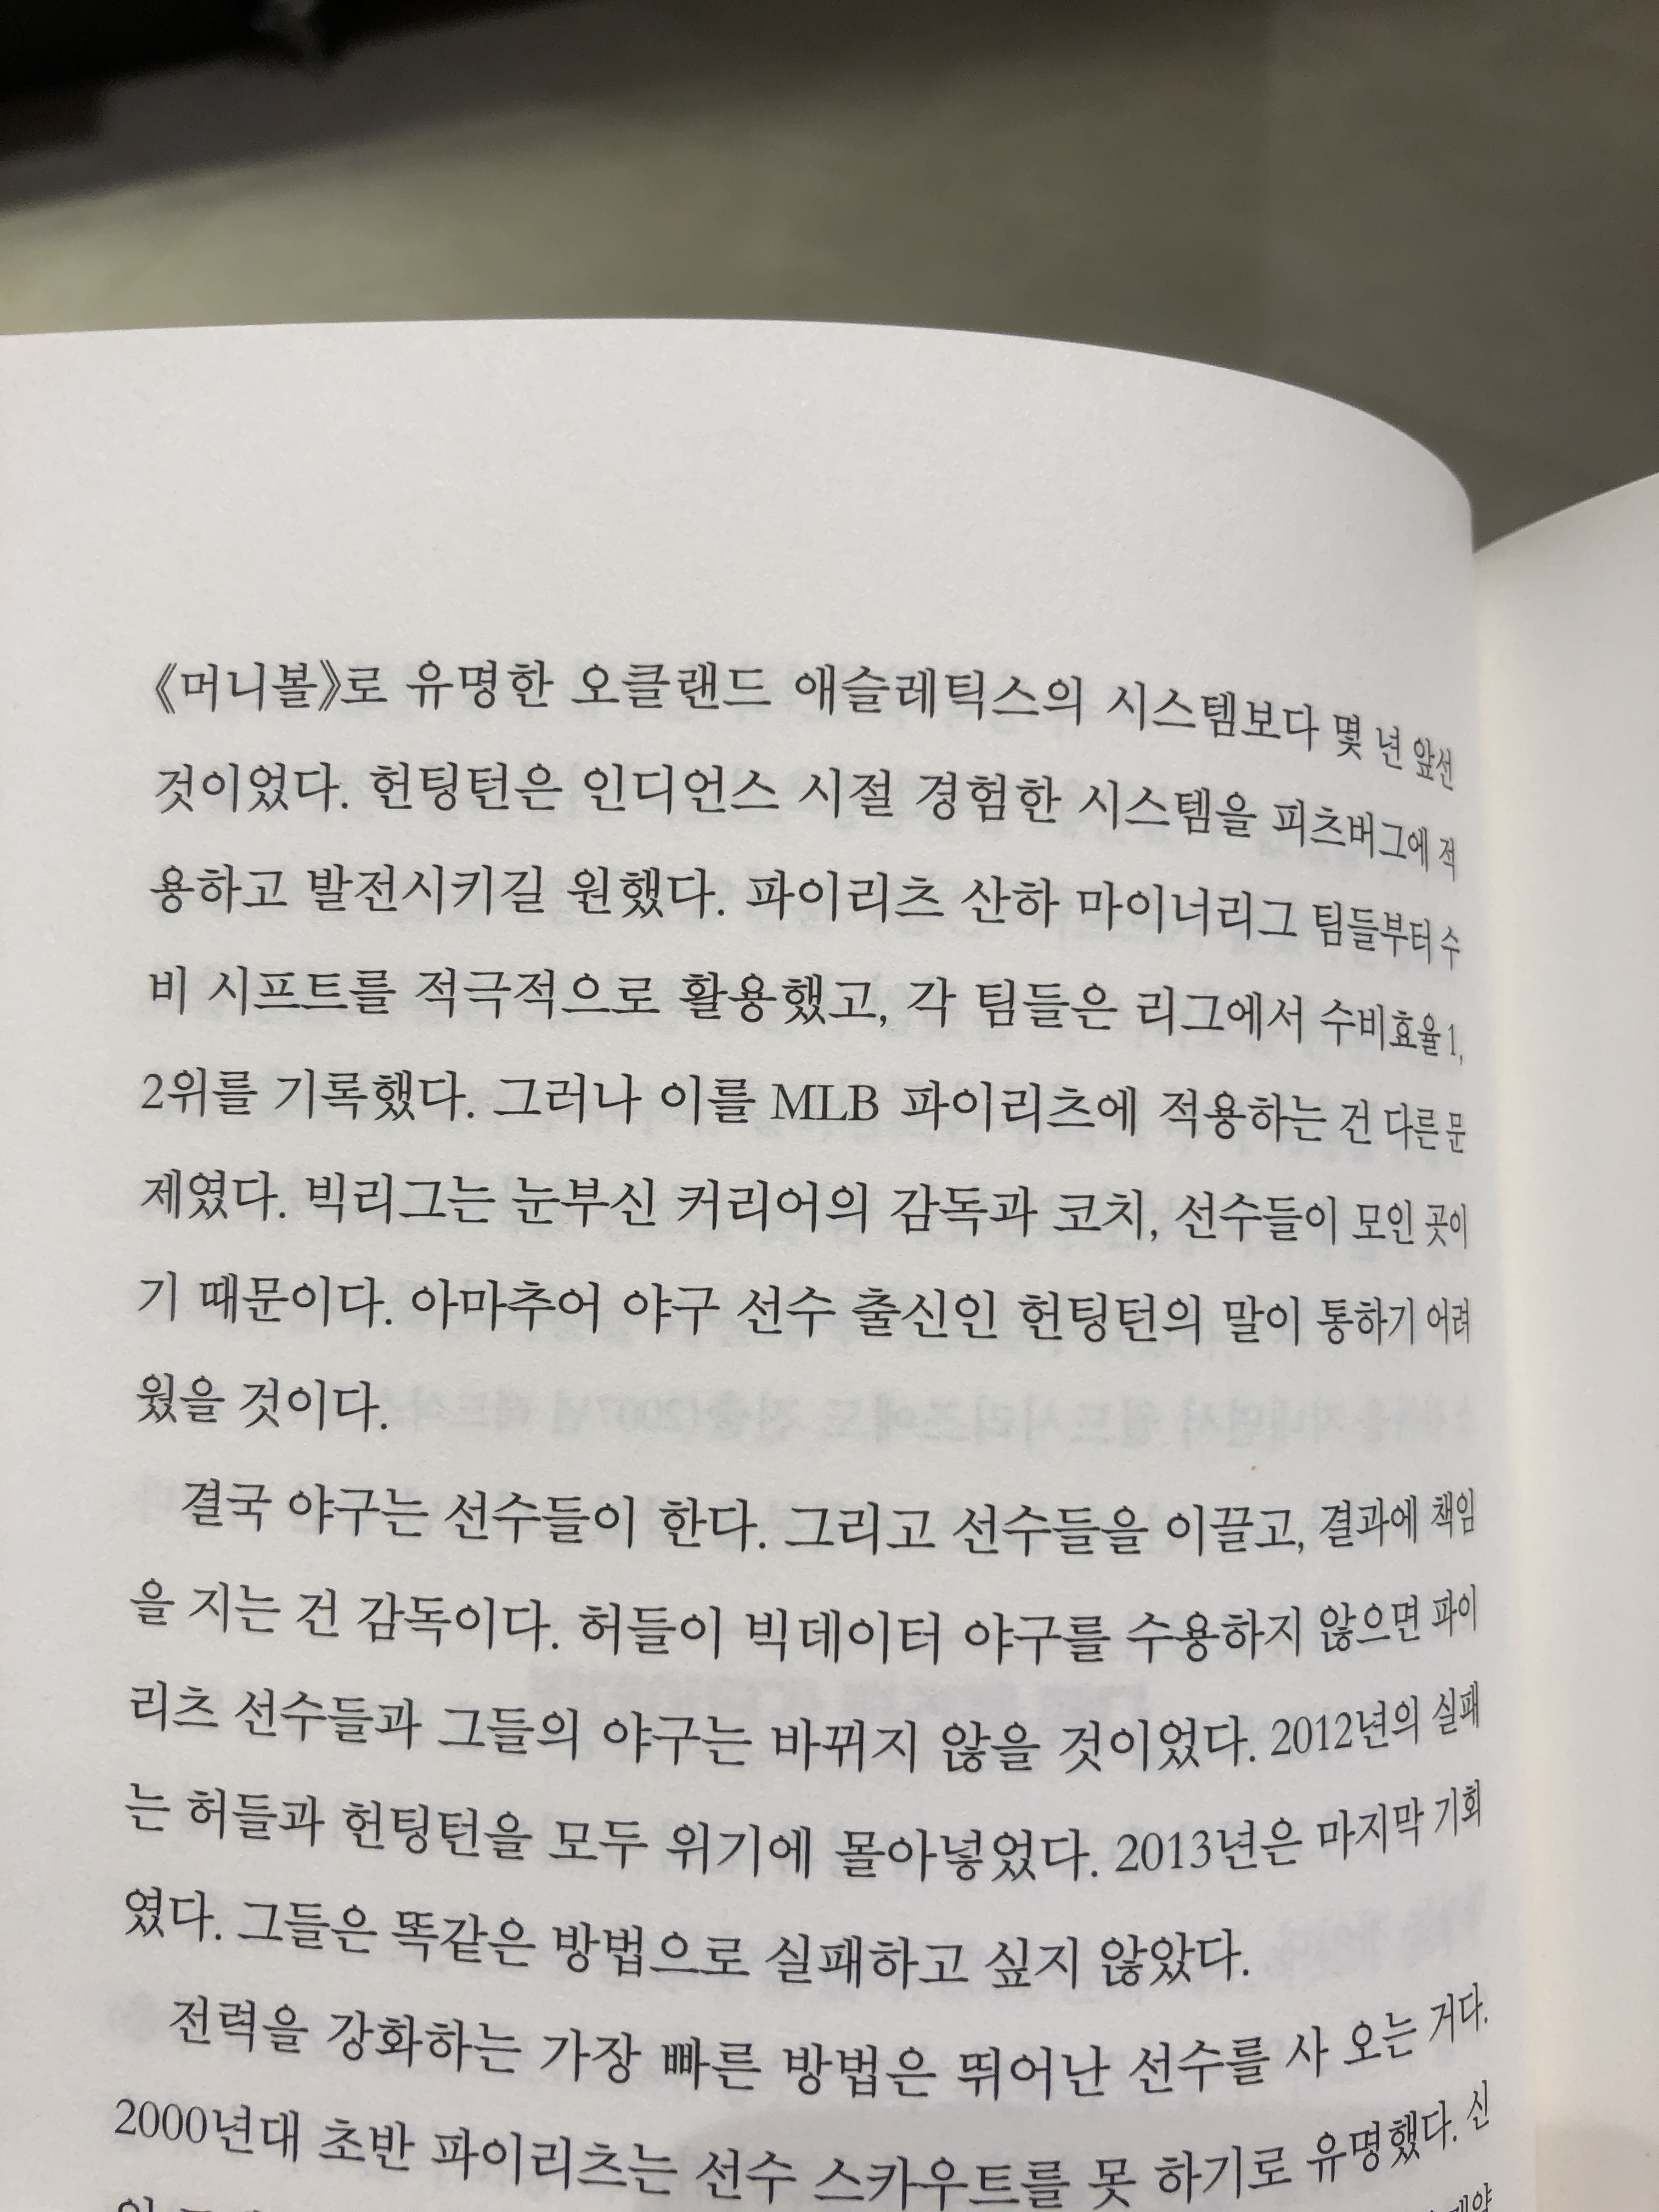 《머니볼》로 유명한 오클랜드 애슬레틱스의 시스템보다 몇 년 앞선
것이었다. 헌팅턴은 인디언스 시절 경험한 시스템을 피츠버그에 적
용하고 발전시키길 원했다. 파이리츠 산하 마이너리그 팀들부터 수
비 시프트를 적극적으로 활용했고, 각 팀들은 리그에서 수비효율 1,
2위를 기록했다. 그러나 이를 MLB 파이리츠에 적용하는 건 다른 문
제였다. 빅리그는 눈부신 커리어의 감독과 코치, 선수들이 모인 곳이
기 때문이다. 아마추어 야구 선수 출신인 헌팅턴의 말이 통하기 어려
웠을 것이다.
결국 야구는 선수들이 한다. 그리고 선수들을 이끌고, 결과에 책임
을 지는 건 감독이다. 허들이 빅데이터 야구를 수용하지 않으면 파이
리츠 선수들과 그들의 야구는 바뀌지 않을 것이었다. 2012년의 실패
는 허들과 헌팅턴을 모두 위기에 몰아넣었다. 2013년은 마지막 기회
였다. 그들은 똑같은 방법으로 실패하고 싶지 않았다.
전력을 강화하는 가장 빠른 방법은 뛰어난 선수를 사 오는 거다.
2000년대 초반 파이리츠는 선수 스카우트를 못 하기로 유명했다. 신